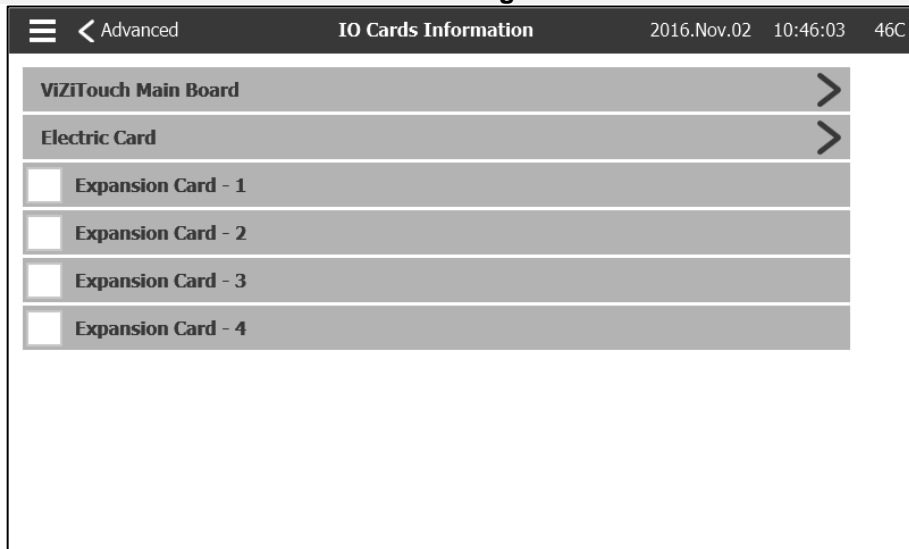 Advanced IO Cards Information 2016.Nov.02 10:46:03 46C
ViZiTouch Main Board
Electric Card
Expansion Card - 1
Expansion Card - 2
Expansion Card - 3
Expansion Card - 4